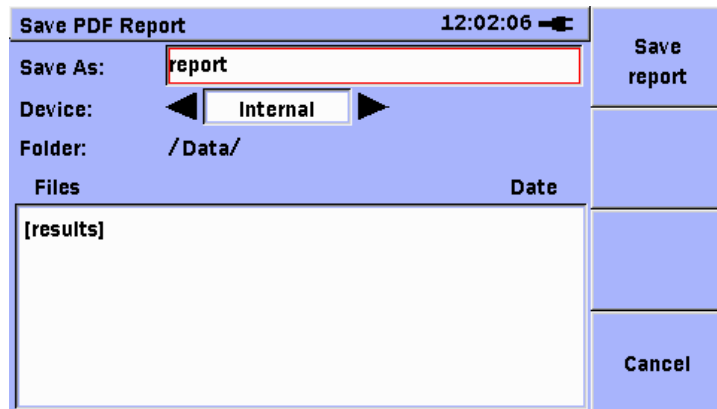 Save PDF Report 12:02:06
Save As: report
Device: Internal
Folder: /Data/
Files Date
[results]
Save
report
Cancel